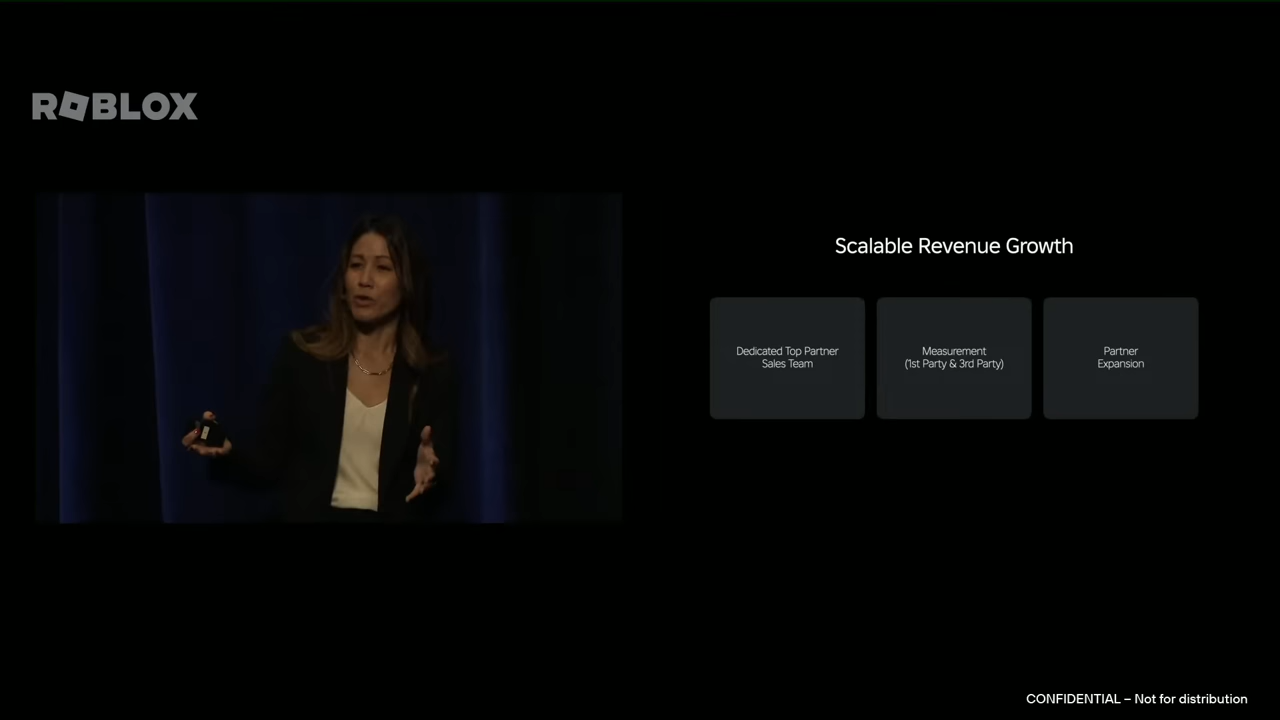 ROBLOX
Scalable Revenue Growth
Dedicated Top Partner
Sales Team
Measurement
(1st Party & 3rd Party)
Partner
Expansion
CONFIDENTIAL – Not for distribution